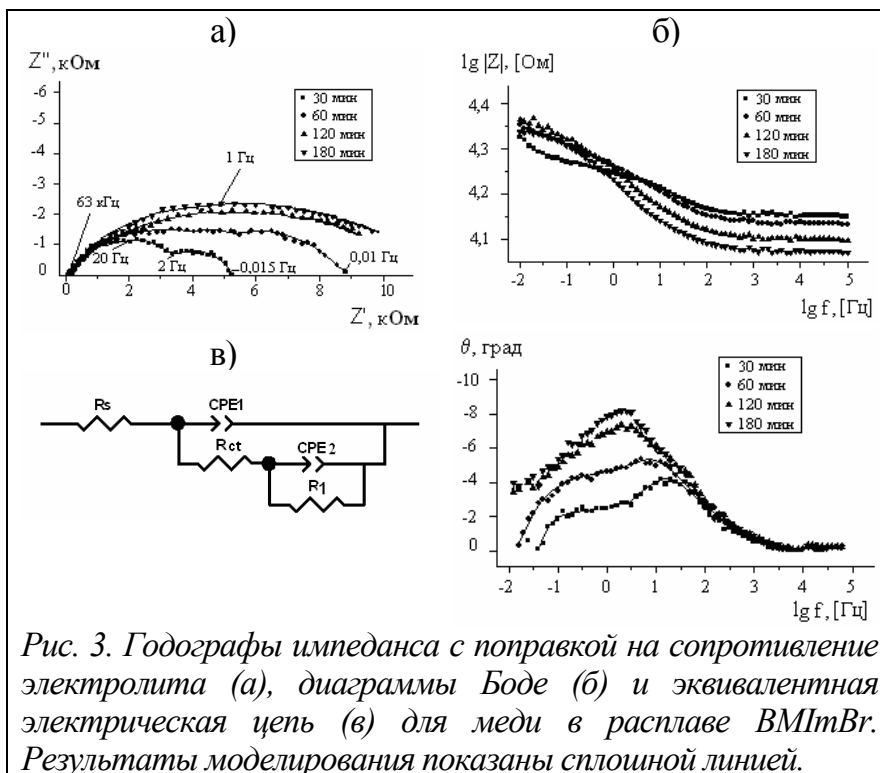 а)
Z'', кОм
-6
-5
-4
-3
-2
-1
0
30 мин
60 мин
120 мин
180 мин
63 кГц
1 Гц
20 Гц
2 Гц
0,015 Гц
0,01 Гц
0 2 4 6 8 10
Z', кОм
б)
lg |Z|, [Ом]
4,4
4,3
4,2
4,1
30 мин
60 мин
120 мин
180 мин
-2 -1 0 1 2 3 4 5
lg f, [Гц]
в)
Rs
CPE1
Rct
CPE2
R1
θ, град
-10
-8
-6
-4
-2
0
30 мин
60 мин
120 мин
180 мин
-2 -1 0 1 2 3 4 5
lg f, [Гц]
Рис. 3. Годографы импеданса с поправкой на сопротивление
электролита (а), диаграммы Боде (б) и эквивалентная
электрическая цепь (в) для меди в расплаве BMImBr.
Результаты моделирования показаны сплошной линией.